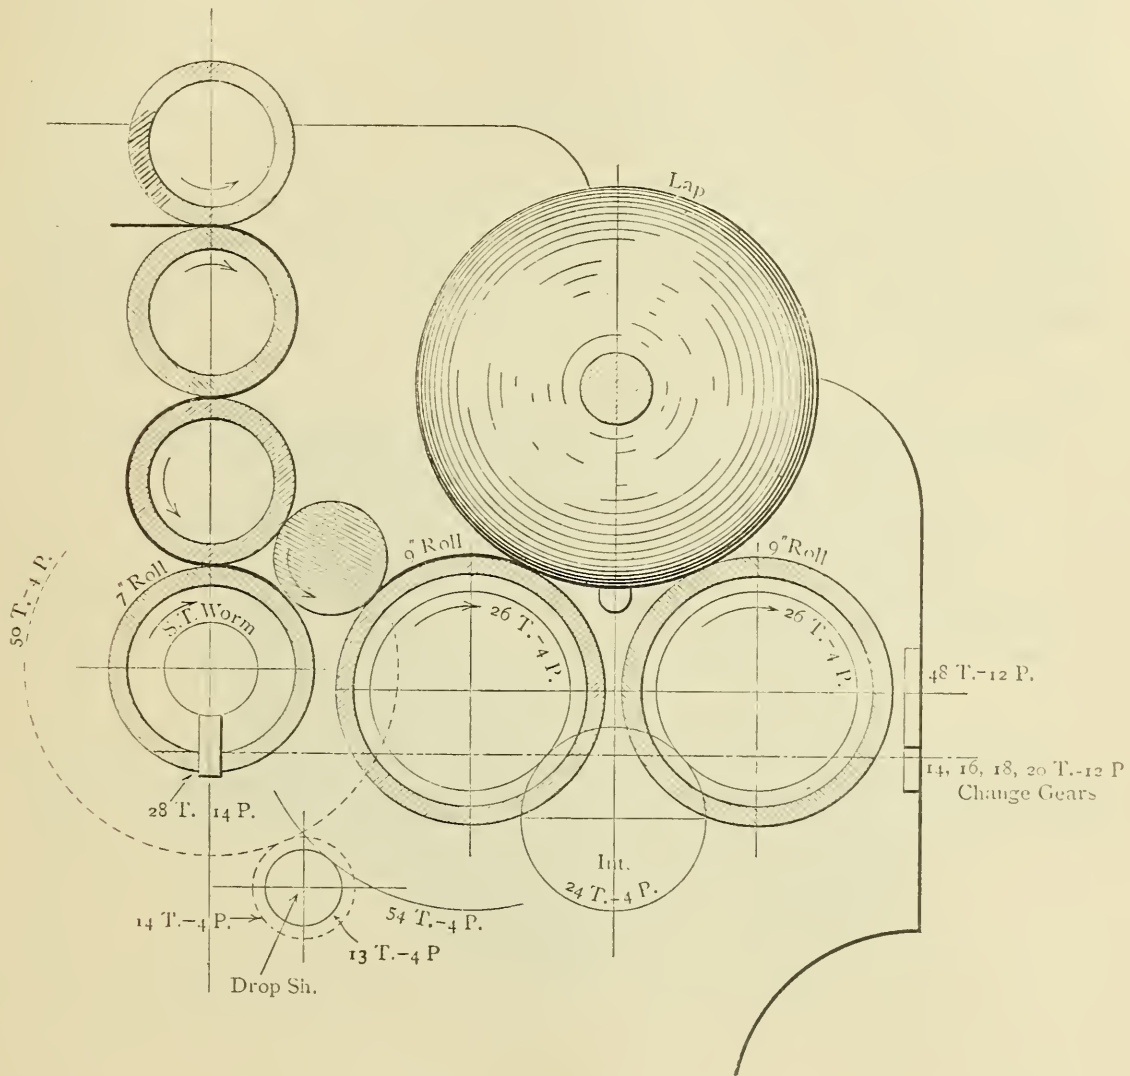 Lap
50 T.-4 P.
7" Roll
S.T. Worm
9" Roll
9" Roll
26 T.-4 P.
26 T.-4 P.
48 T.-12 P.
14, 16, 18, 20 T.-12 P
Change Gears
28 T. 14 P.
Int.
24 T.-4 P.
54 T.-4 P.
14 T.-4 P.
13 T.-4 P
Drop Sh.